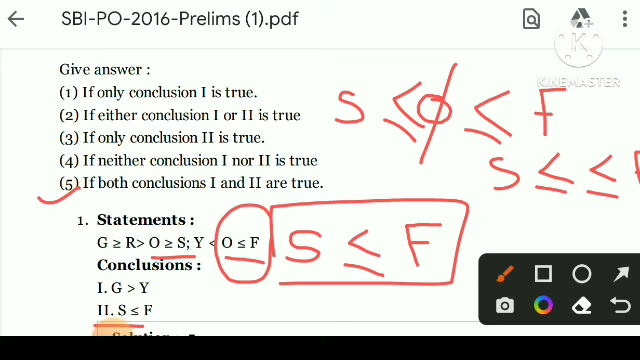 SBI-PO-2016-Prelims (1).pdf
KINEMASTER
Give answer :
(1) If only conclusion I is true.
(2) If either conclusion I or II is true
(3) If only conclusion II is true.
(4) If neither conclusion I nor II is true
(5) If both conclusions I and II are true.
S ≤ O ≤ F
S ≤ ≤ F
1. Statements :
G ≥ R> O ≥ S; Y < O ≤ F
S ≤ F
Conclusions :
I. G > Y
II. S ≤ F